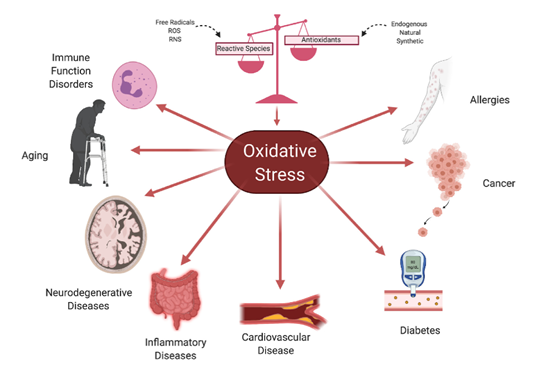 Free Radicals
ROS
RNS
Reactive Species
Antioxidants
Endogenous
Natural
Synthetic
Immune
Function
Disorders
Allergies
Oxidative
Stress
Aging
Cancer
Neurodegenerative
Diseases
Inflammatory
Diseases
Cardiovascular
Disease
Diabetes